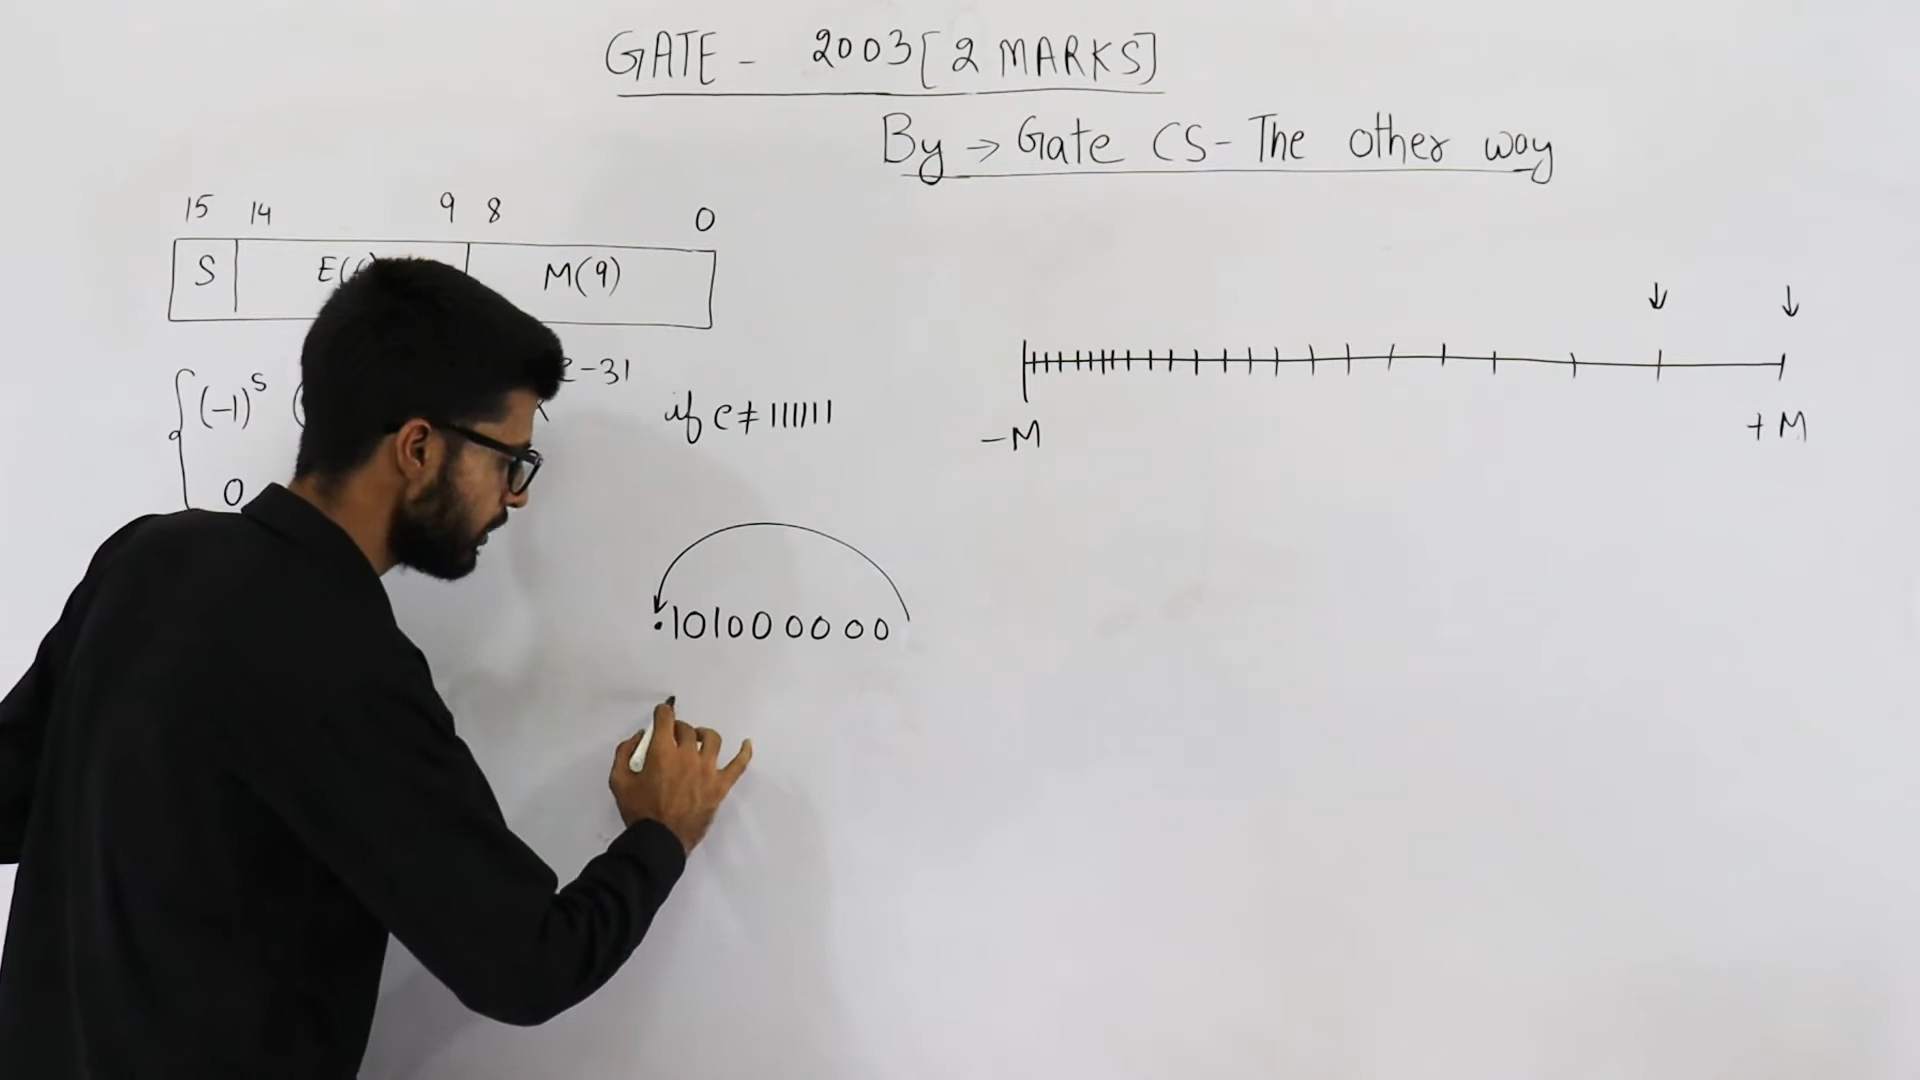 GATE - 2003 [2 MARKS]
By → Gate CS - The other way
15 14 9 8 0
S E( M(9)
(-1)^S ( -31 if e ≠ 111111
0
-M +M
.101000000